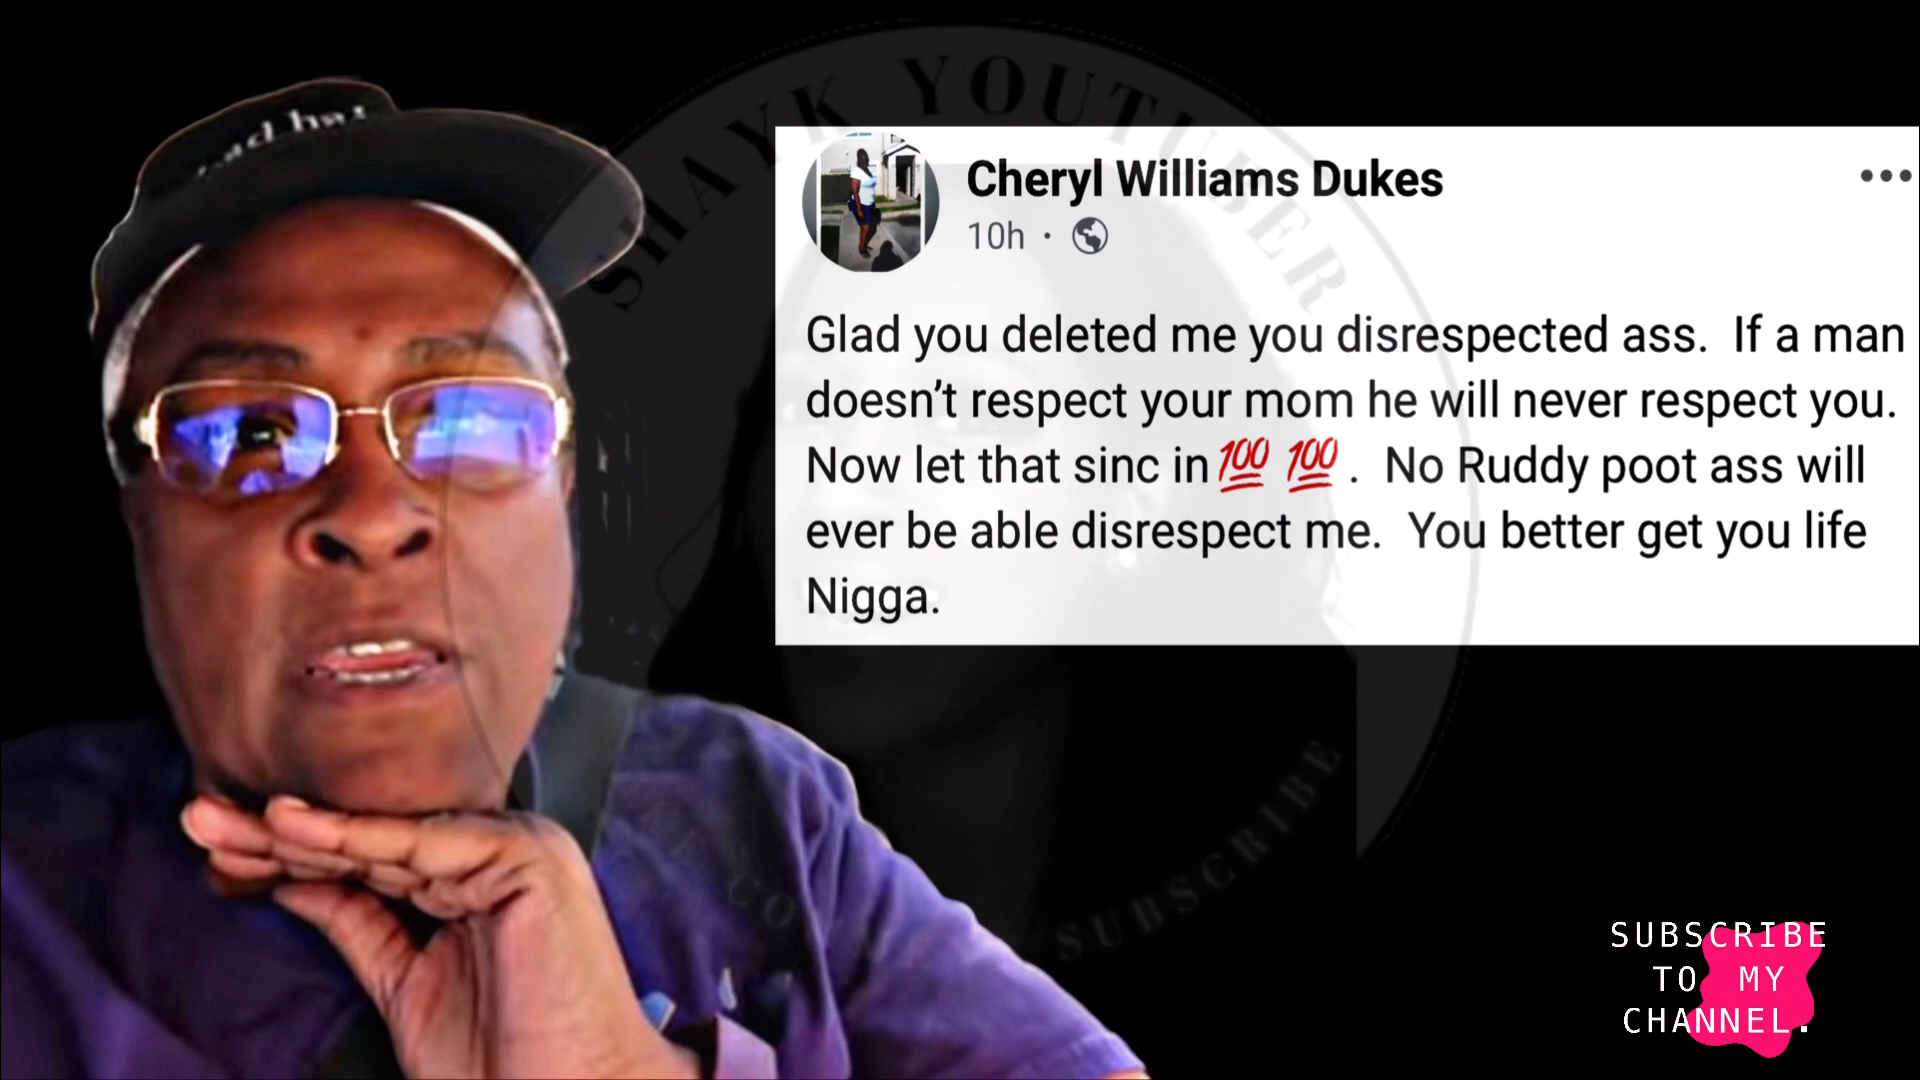 SHAYK YOUTUBER
Cheryl Williams Dukes
10h ·
Glad you deleted me you disrespected ass. If a man
doesn’t respect your mom he will never respect you.
Now let that sinc in💯 💯. No Ruddy poot ass will
ever be able disrespect me. You better get you life
Nigga.
SUBSCRIBE
SUBSCRIBE
TO MY
CHANNEL.